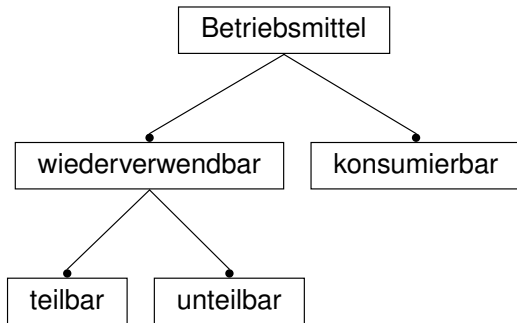 Betriebsmittel
wiederverwendbar
konsumierbar
teilbar
unteilbar